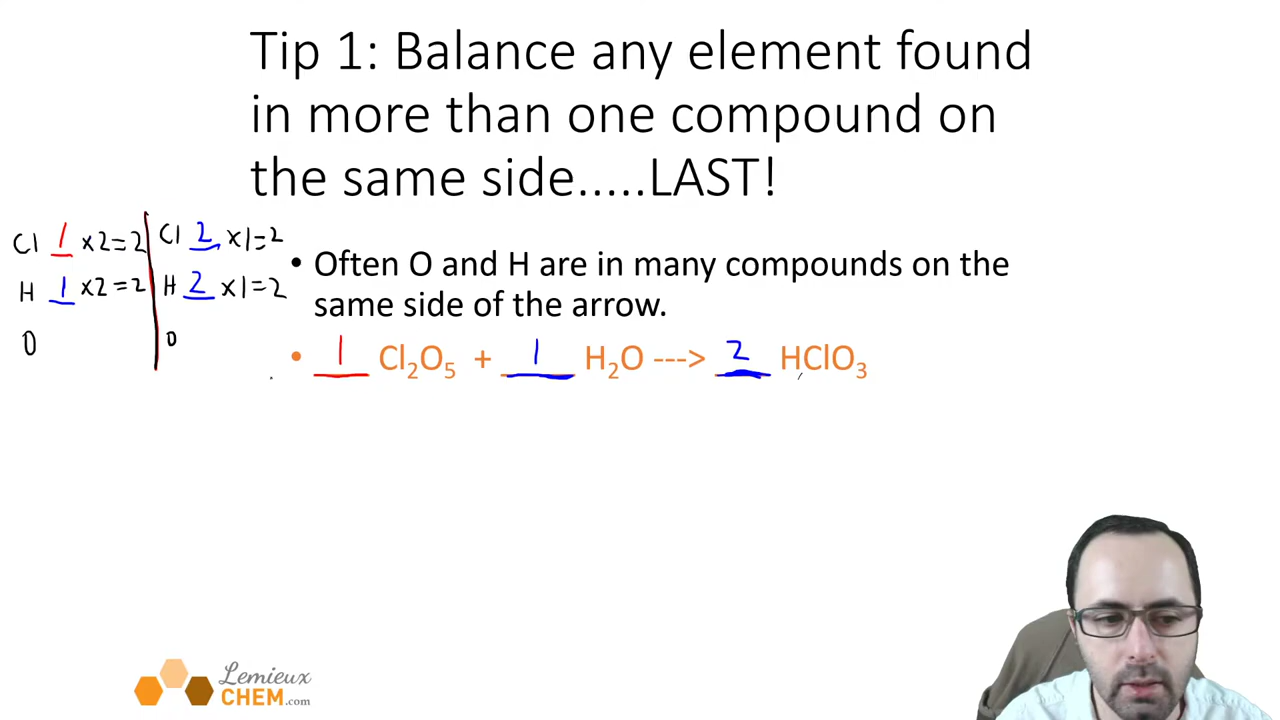 Tip 1: Balance any element found
in more than one compound on
the same side.....LAST!
Cl 1 x2=2 | Cl 2 x1=2
H 1 x2=2 | H 2 x1=2
O | O
• Often O and H are in many compounds on the
same side of the arrow.
• 1 Cl₂O₅ + 1 H₂O ---> 2 HClO₃
Lemieux
CHEM.com